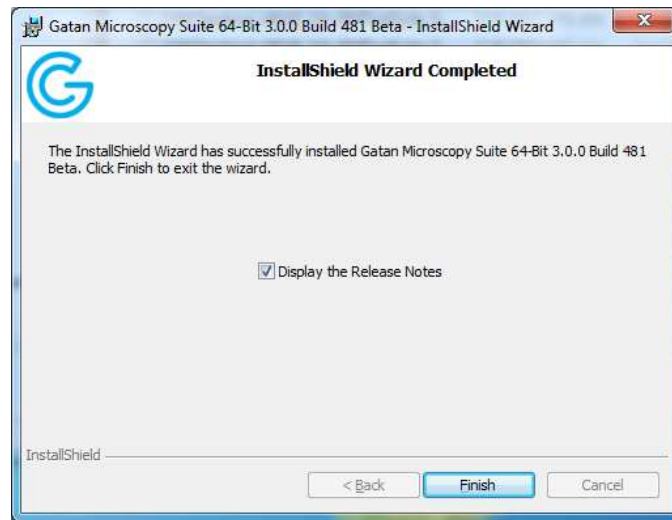 Gatan Microscopy Suite 64-Bit 3.0.0 Build 481 Beta - InstallShield Wizard
InstallShield Wizard Completed
The InstallShield Wizard has successfully installed Gatan Microscopy Suite 64-Bit 3.0.0 Build 481
Beta. Click Finish to exit the wizard.
Display the Release Notes
InstallShield
< Back Finish Cancel